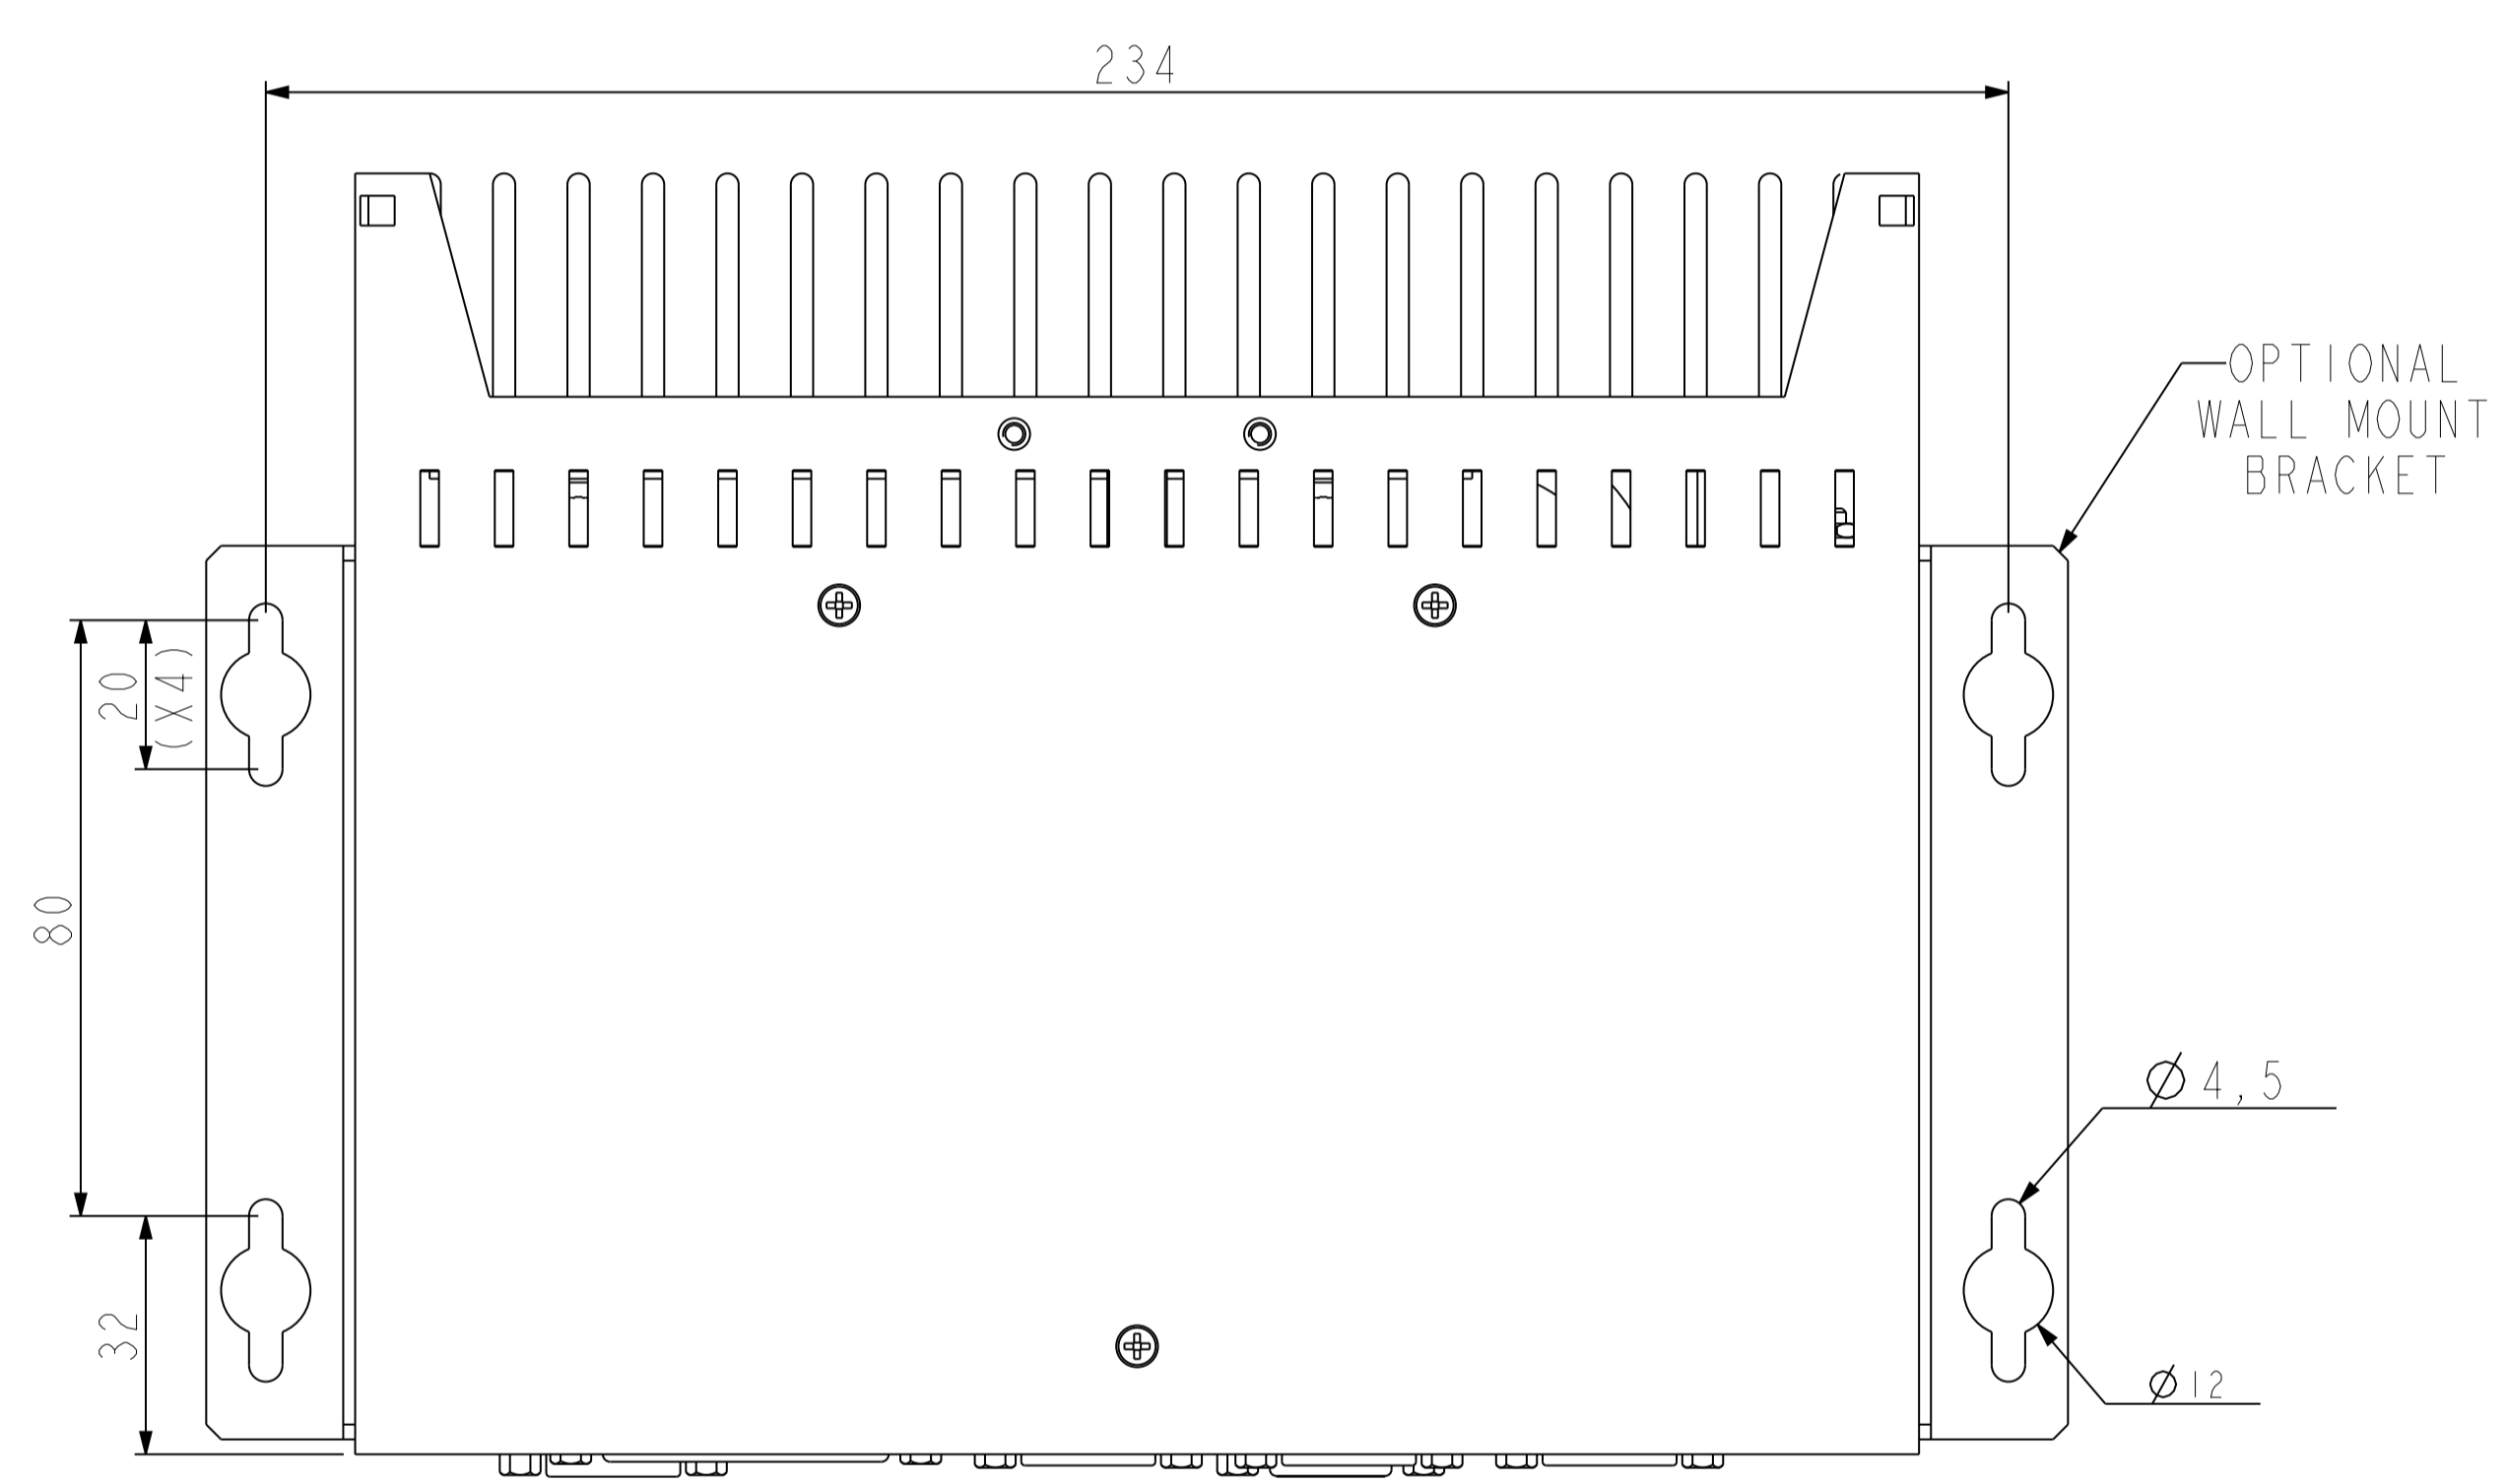 234
OPTIONAL
WALL MOUNT
BRACKET
20
(X4)
80
Ø4,5
32
Ø12